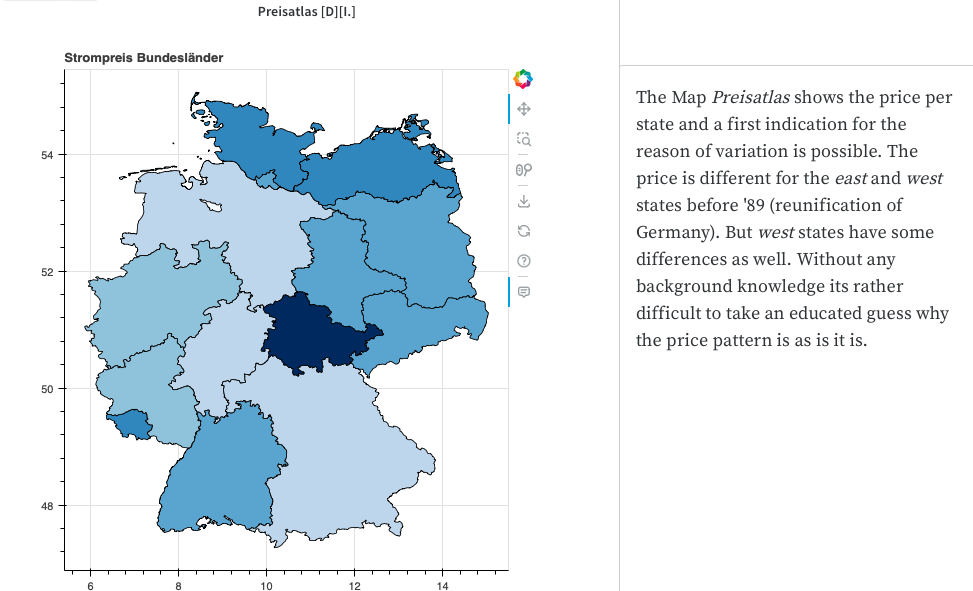 Preisatlas [D][I.]
Strompreis Bundesländer
54
52
50
48
6 8 10 12 14
The Map Preisatlas shows the price per
state and a first indication for the
reason of variation is possible. The
price is different for the east and west
states before '89 (reunification of
Germany). But west states have some
differences as well. Without any
background knowledge its rather
difficult to take an educated guess why
the price pattern is as is it is.